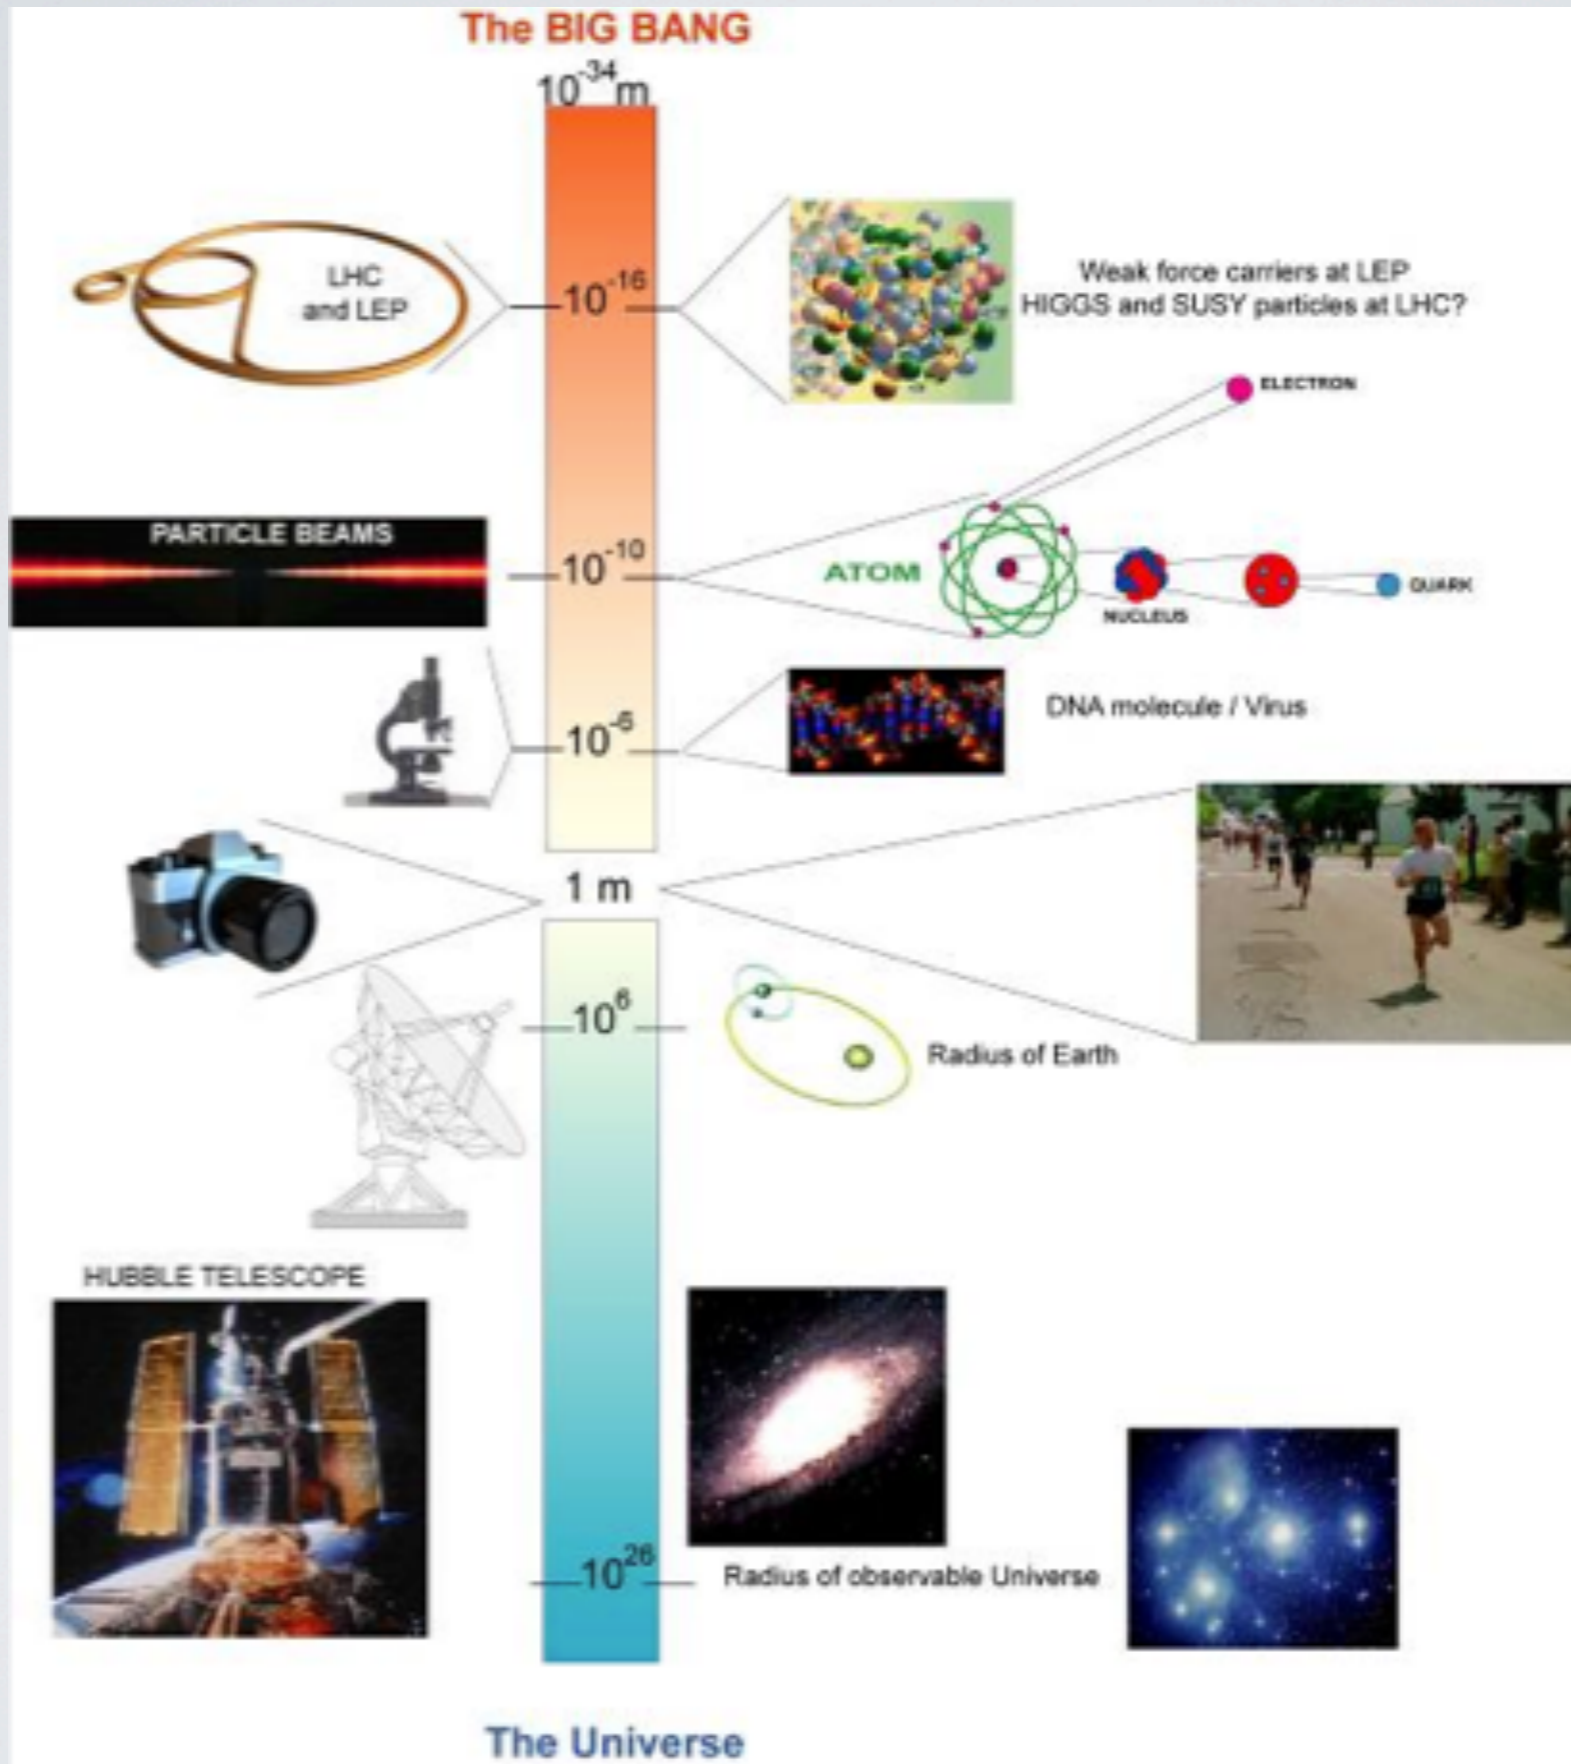 The BIG BANG
10⁻³⁴m
LHC
and LEP
10⁻¹⁶
Weak force carriers at LEP
HIGGS and SUSY particles at LHC?
ELECTRON
PARTICLE BEAMS
10⁻¹⁰
ATOM
NUCLEUS
QUARK
DNA molecule / Virus
1 m
10⁶
Radius of Earth
HUBBLE TELESCOPE
10²⁶
Radius of observable Universe
The Universe